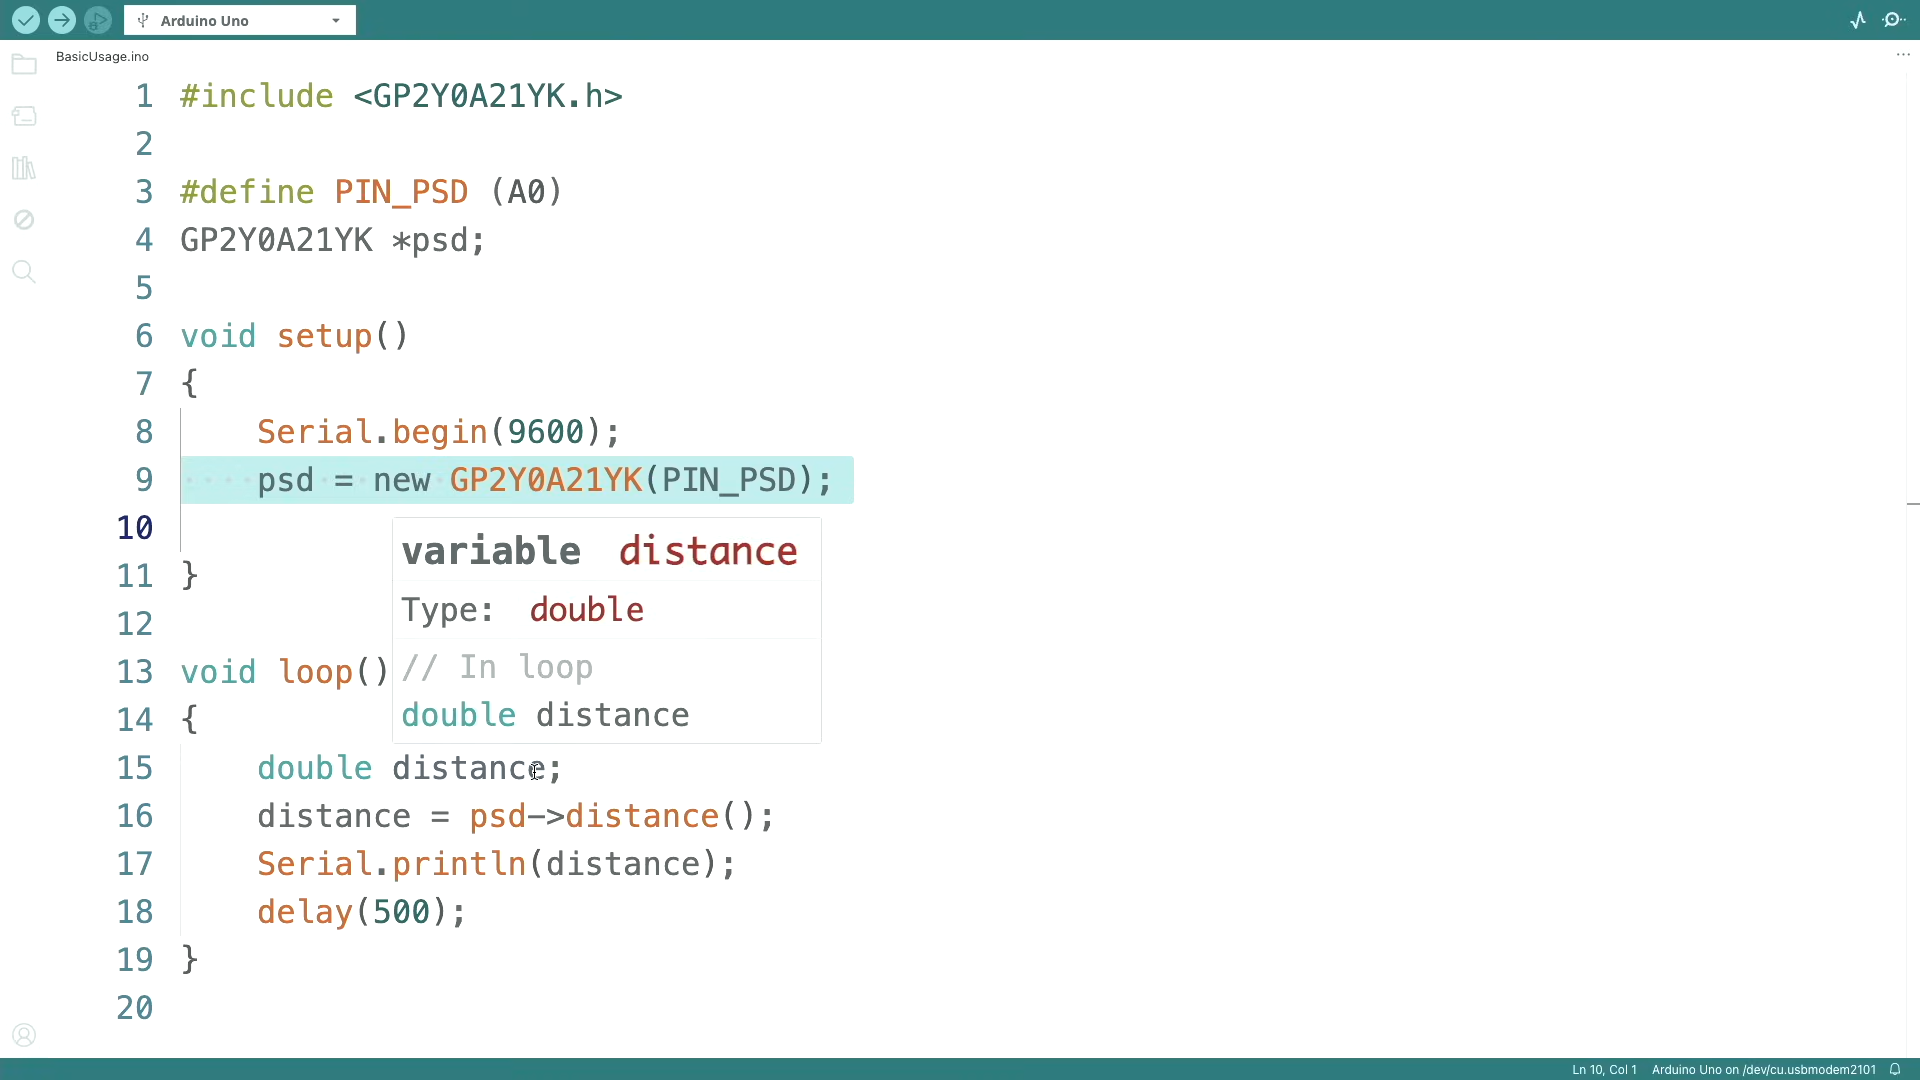 Arduino Uno
BasicUsage.ino
1 #include <GP2Y0A21YK.h>
2
3 #define PIN_PSD (A0)
4 GP2Y0A21YK *psd;
5
6 void setup()
7 {
8 Serial.begin(9600);
9 psd = new GP2Y0A21YK(PIN_PSD);
10
variable distance
11 }
Type: double
12
13 void loop()
// In loop
14 {
double distance
15 double distance;
16 distance = psd->distance();
17 Serial.println(distance);
18 delay(500);
19 }
20
Ln 10, Col 1 Arduino Uno on /dev/cu.usbmodem2101